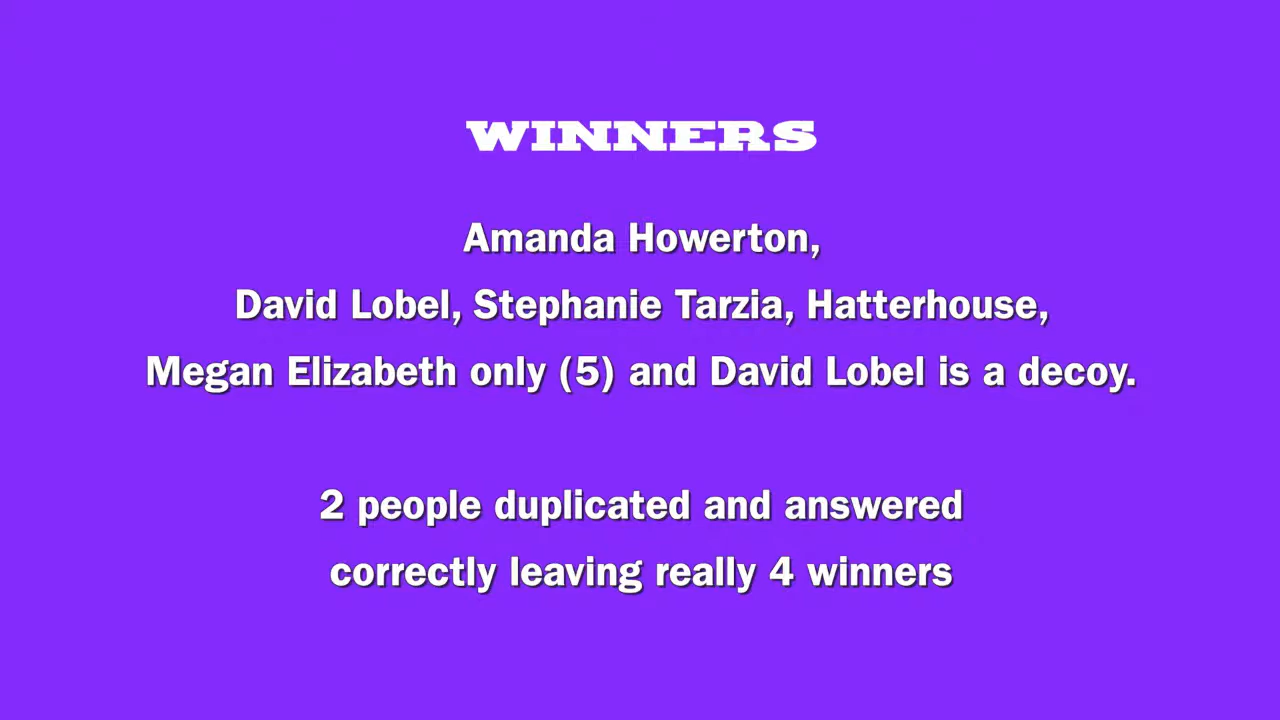 WINNERS
Amanda Howerton,
David Lobel, Stephanie Tarzia, Hatterhouse,
Megan Elizabeth only (5) and David Lobel is a decoy.
2 people duplicated and answered
correctly leaving really 4 winners